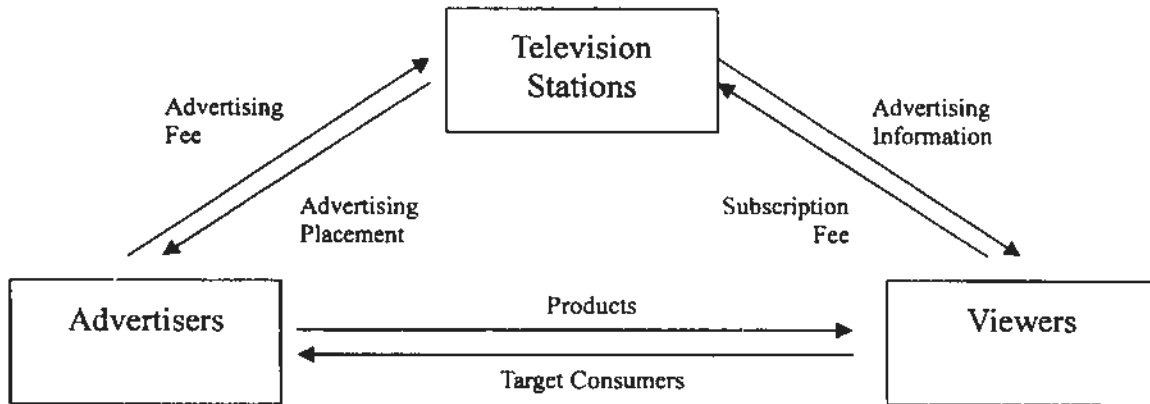 Television
Stations
Advertising
Fee
Advertising
Information
Advertising
Placement
Subscription
Fee
Advertisers
Products
Viewers
Target Consumers